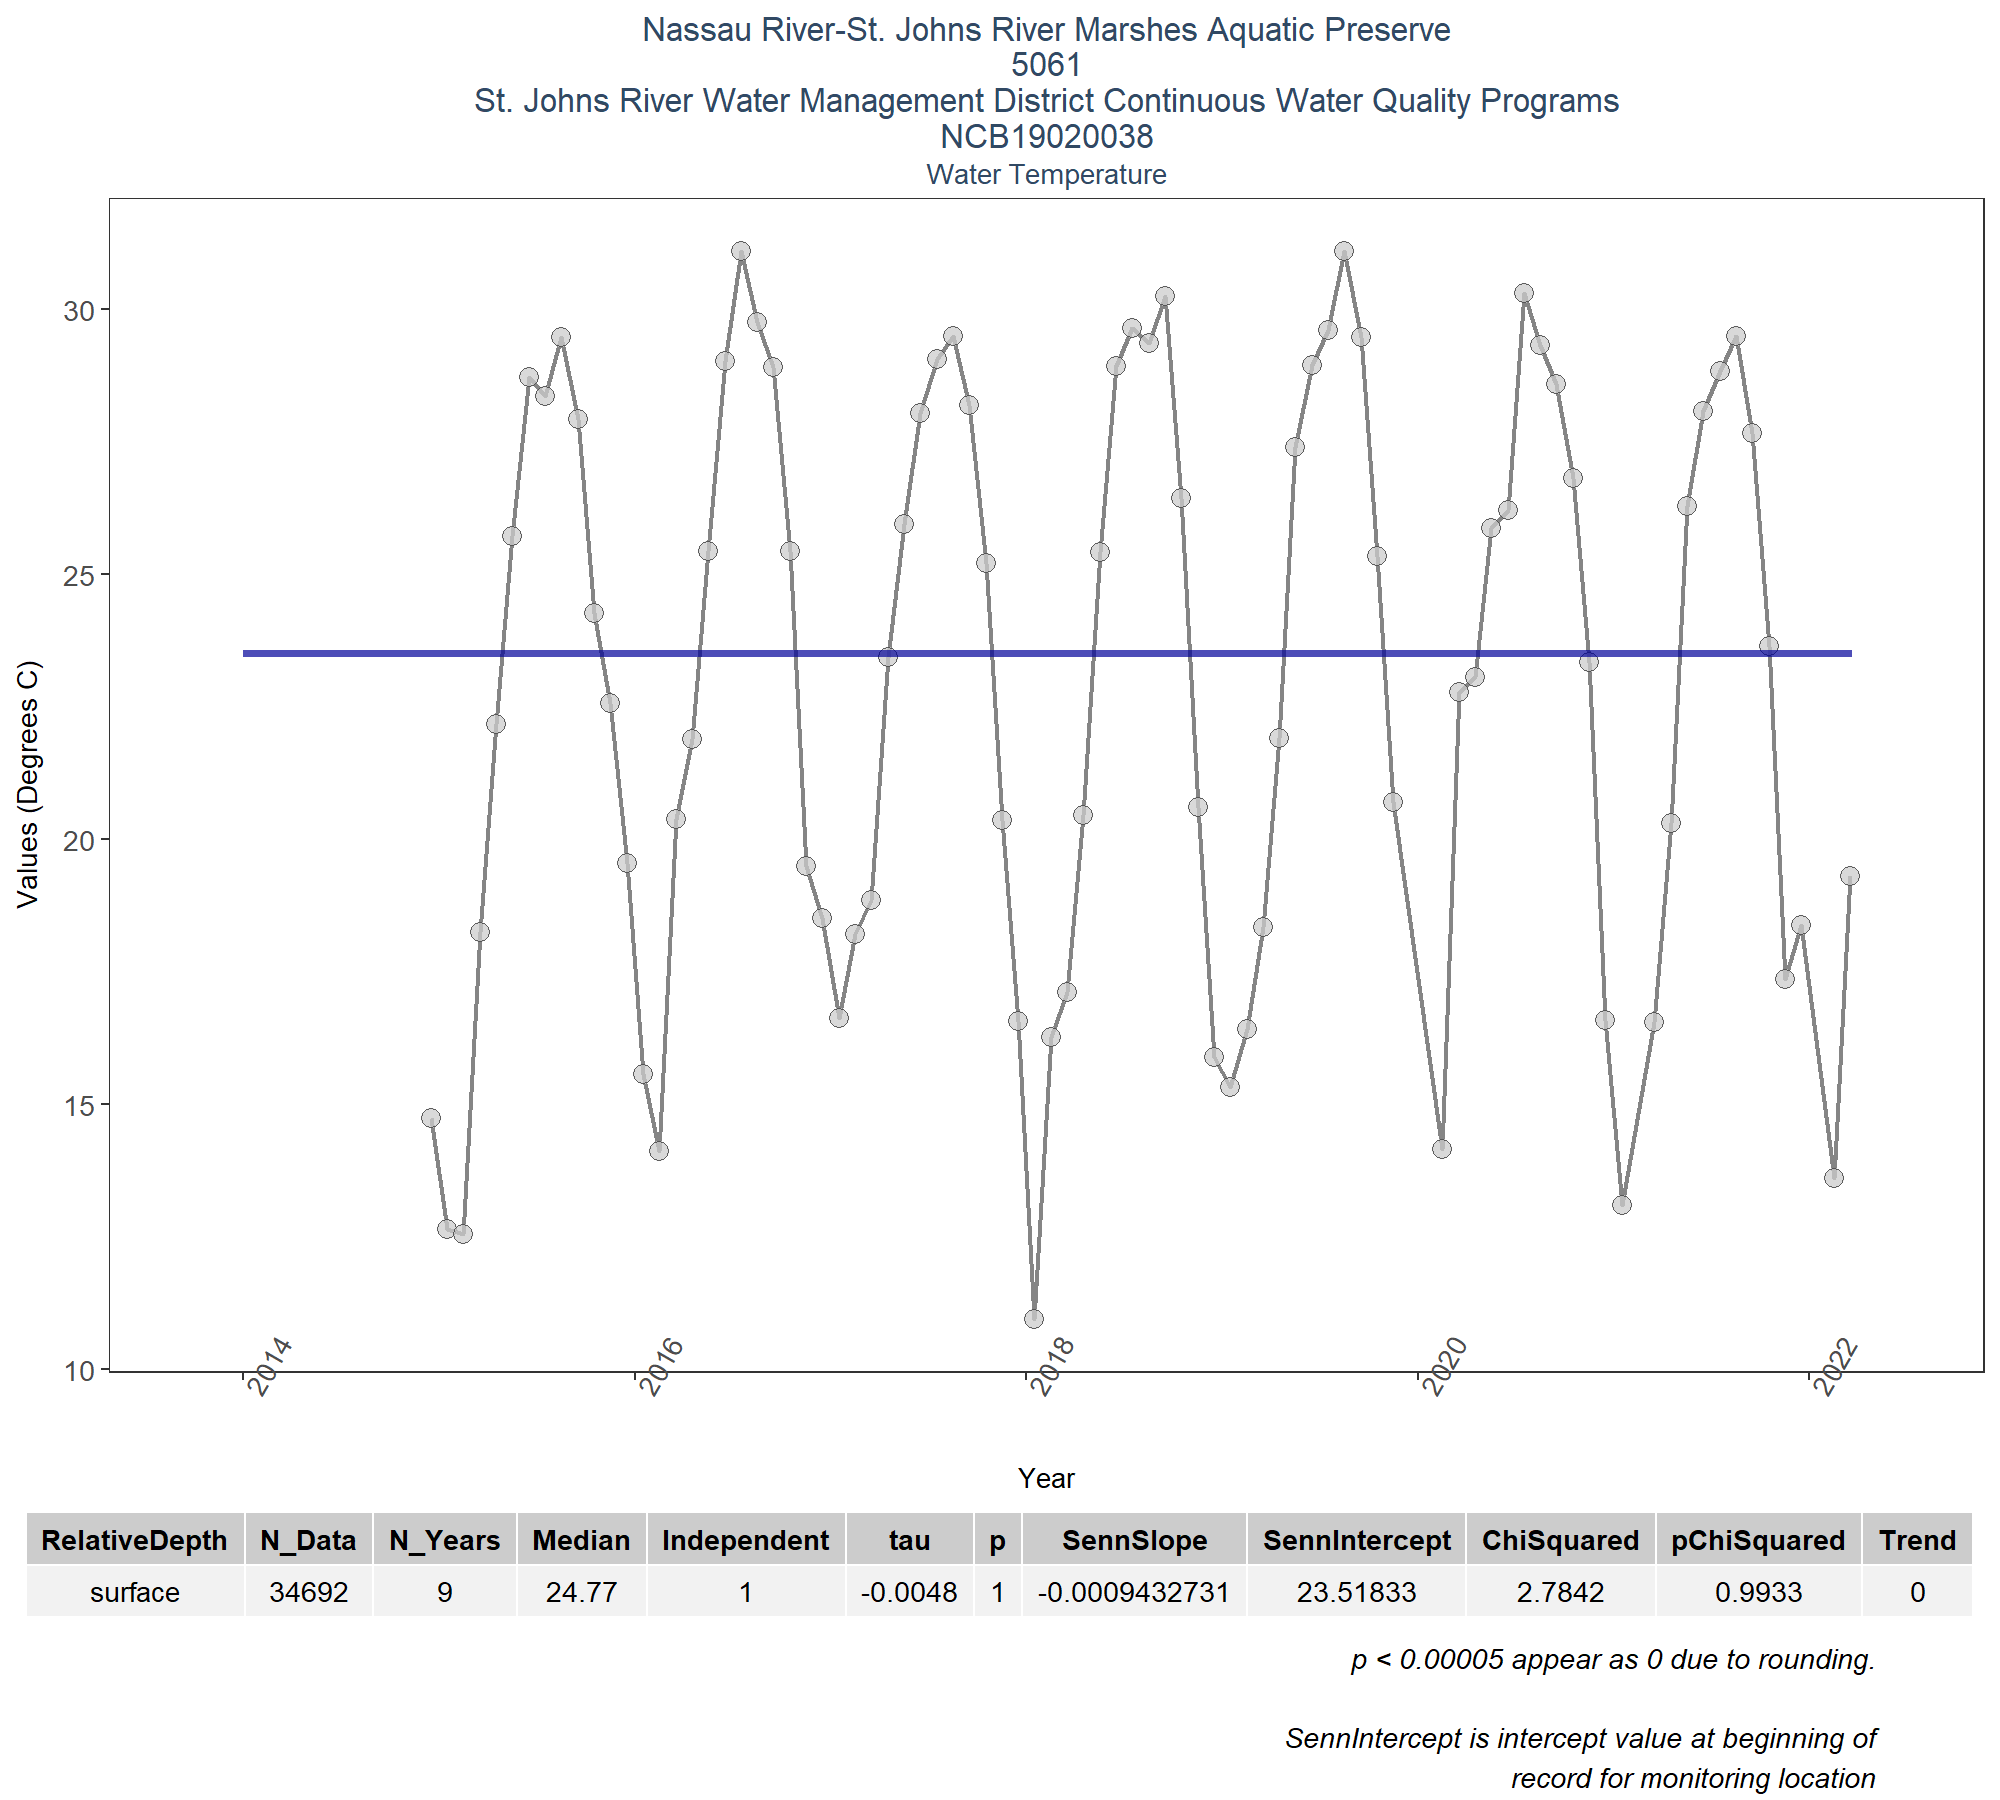 Nassau River-St. Johns River Marshes Aquatic Preserve
5061
St. Johns River Water Management District Continuous Water Quality Programs
NCB19020038
Water Temperature
Values (Degrees C)
30
25
20
15
10
2014 2016 2018 2020 2022
Year
RelativeDepth N_Data N_Years Median Independent tau p SennSlope SennIntercept ChiSquared pChiSquared Trend
surface 34692 9 24.77 1 -0.0048 1 -0.0009432731 23.51833 2.7842 0.9933 0
p < 0.00005 appear as 0 due to rounding.
SennIntercept is intercept value at beginning of
record for monitoring location